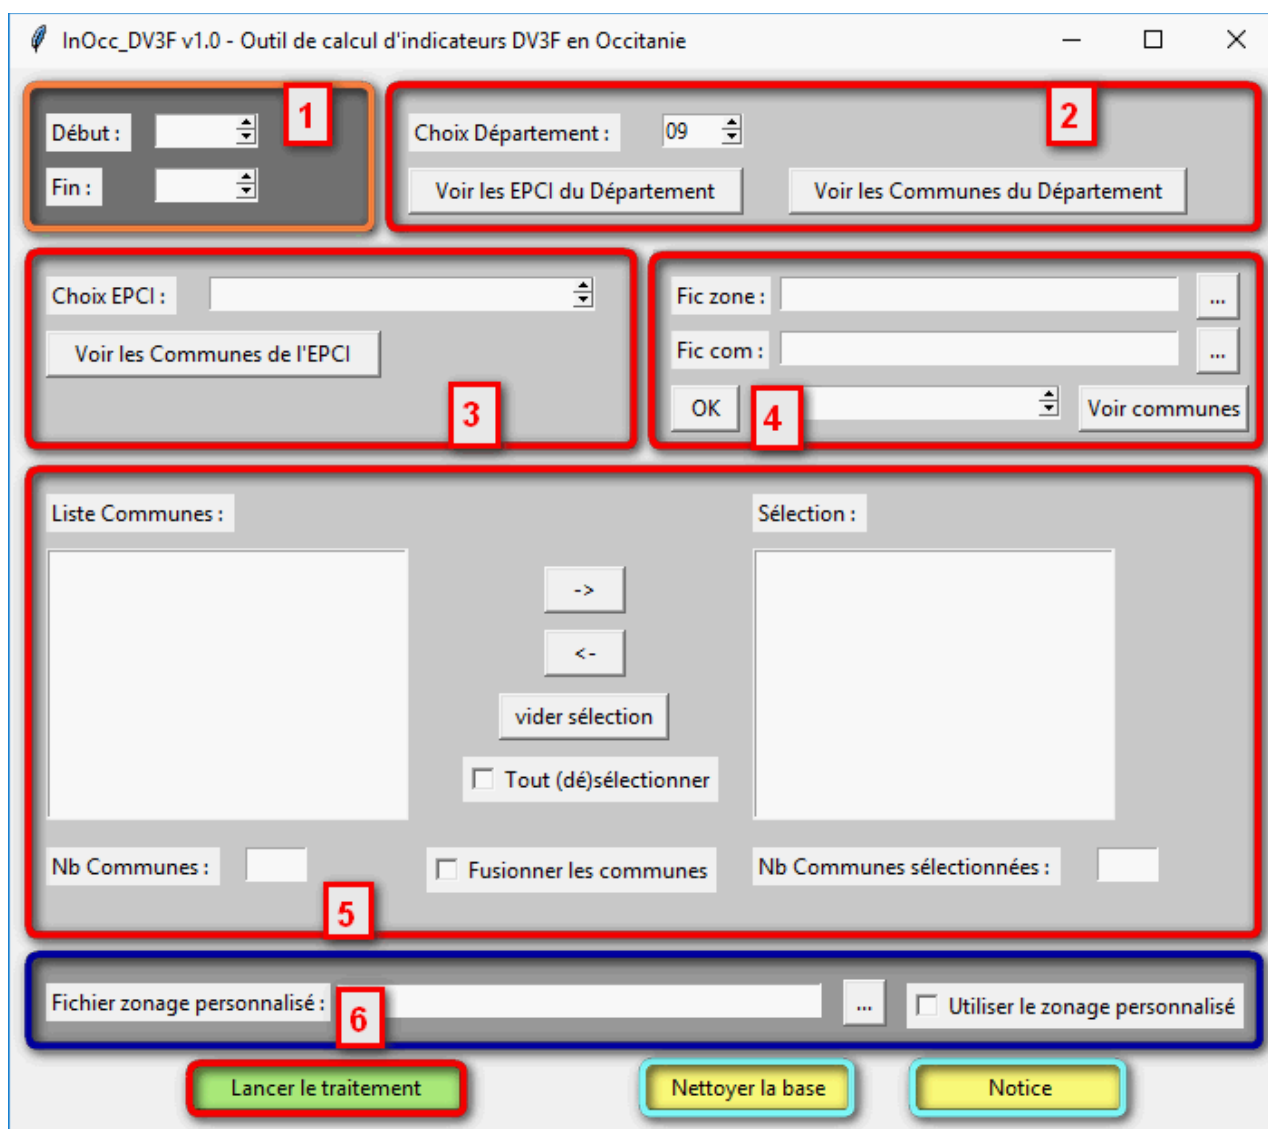 InOcc_DV3F v1.0 - Outil de calcul d'indicateurs DV3F en Occitanie
1
Début :
Fin :
2
Choix Département : 09
Voir les EPCI du Département Voir les Communes du Département
Choix EPCI :
Voir les Communes de l'EPCI
3
Fic zone : ...
Fic com : ...
OK 4 Voir communes
Liste Communes : Sélection :
->
<-
vider sélection
Tout (dé)sélectionner
Nb Communes : Fusionner les communes Nb Communes sélectionnées :
5
Fichier zonage personnalisé : 6 ... Utiliser le zonage personnalisé
Lancer le traitement Nettoyer la base Notice